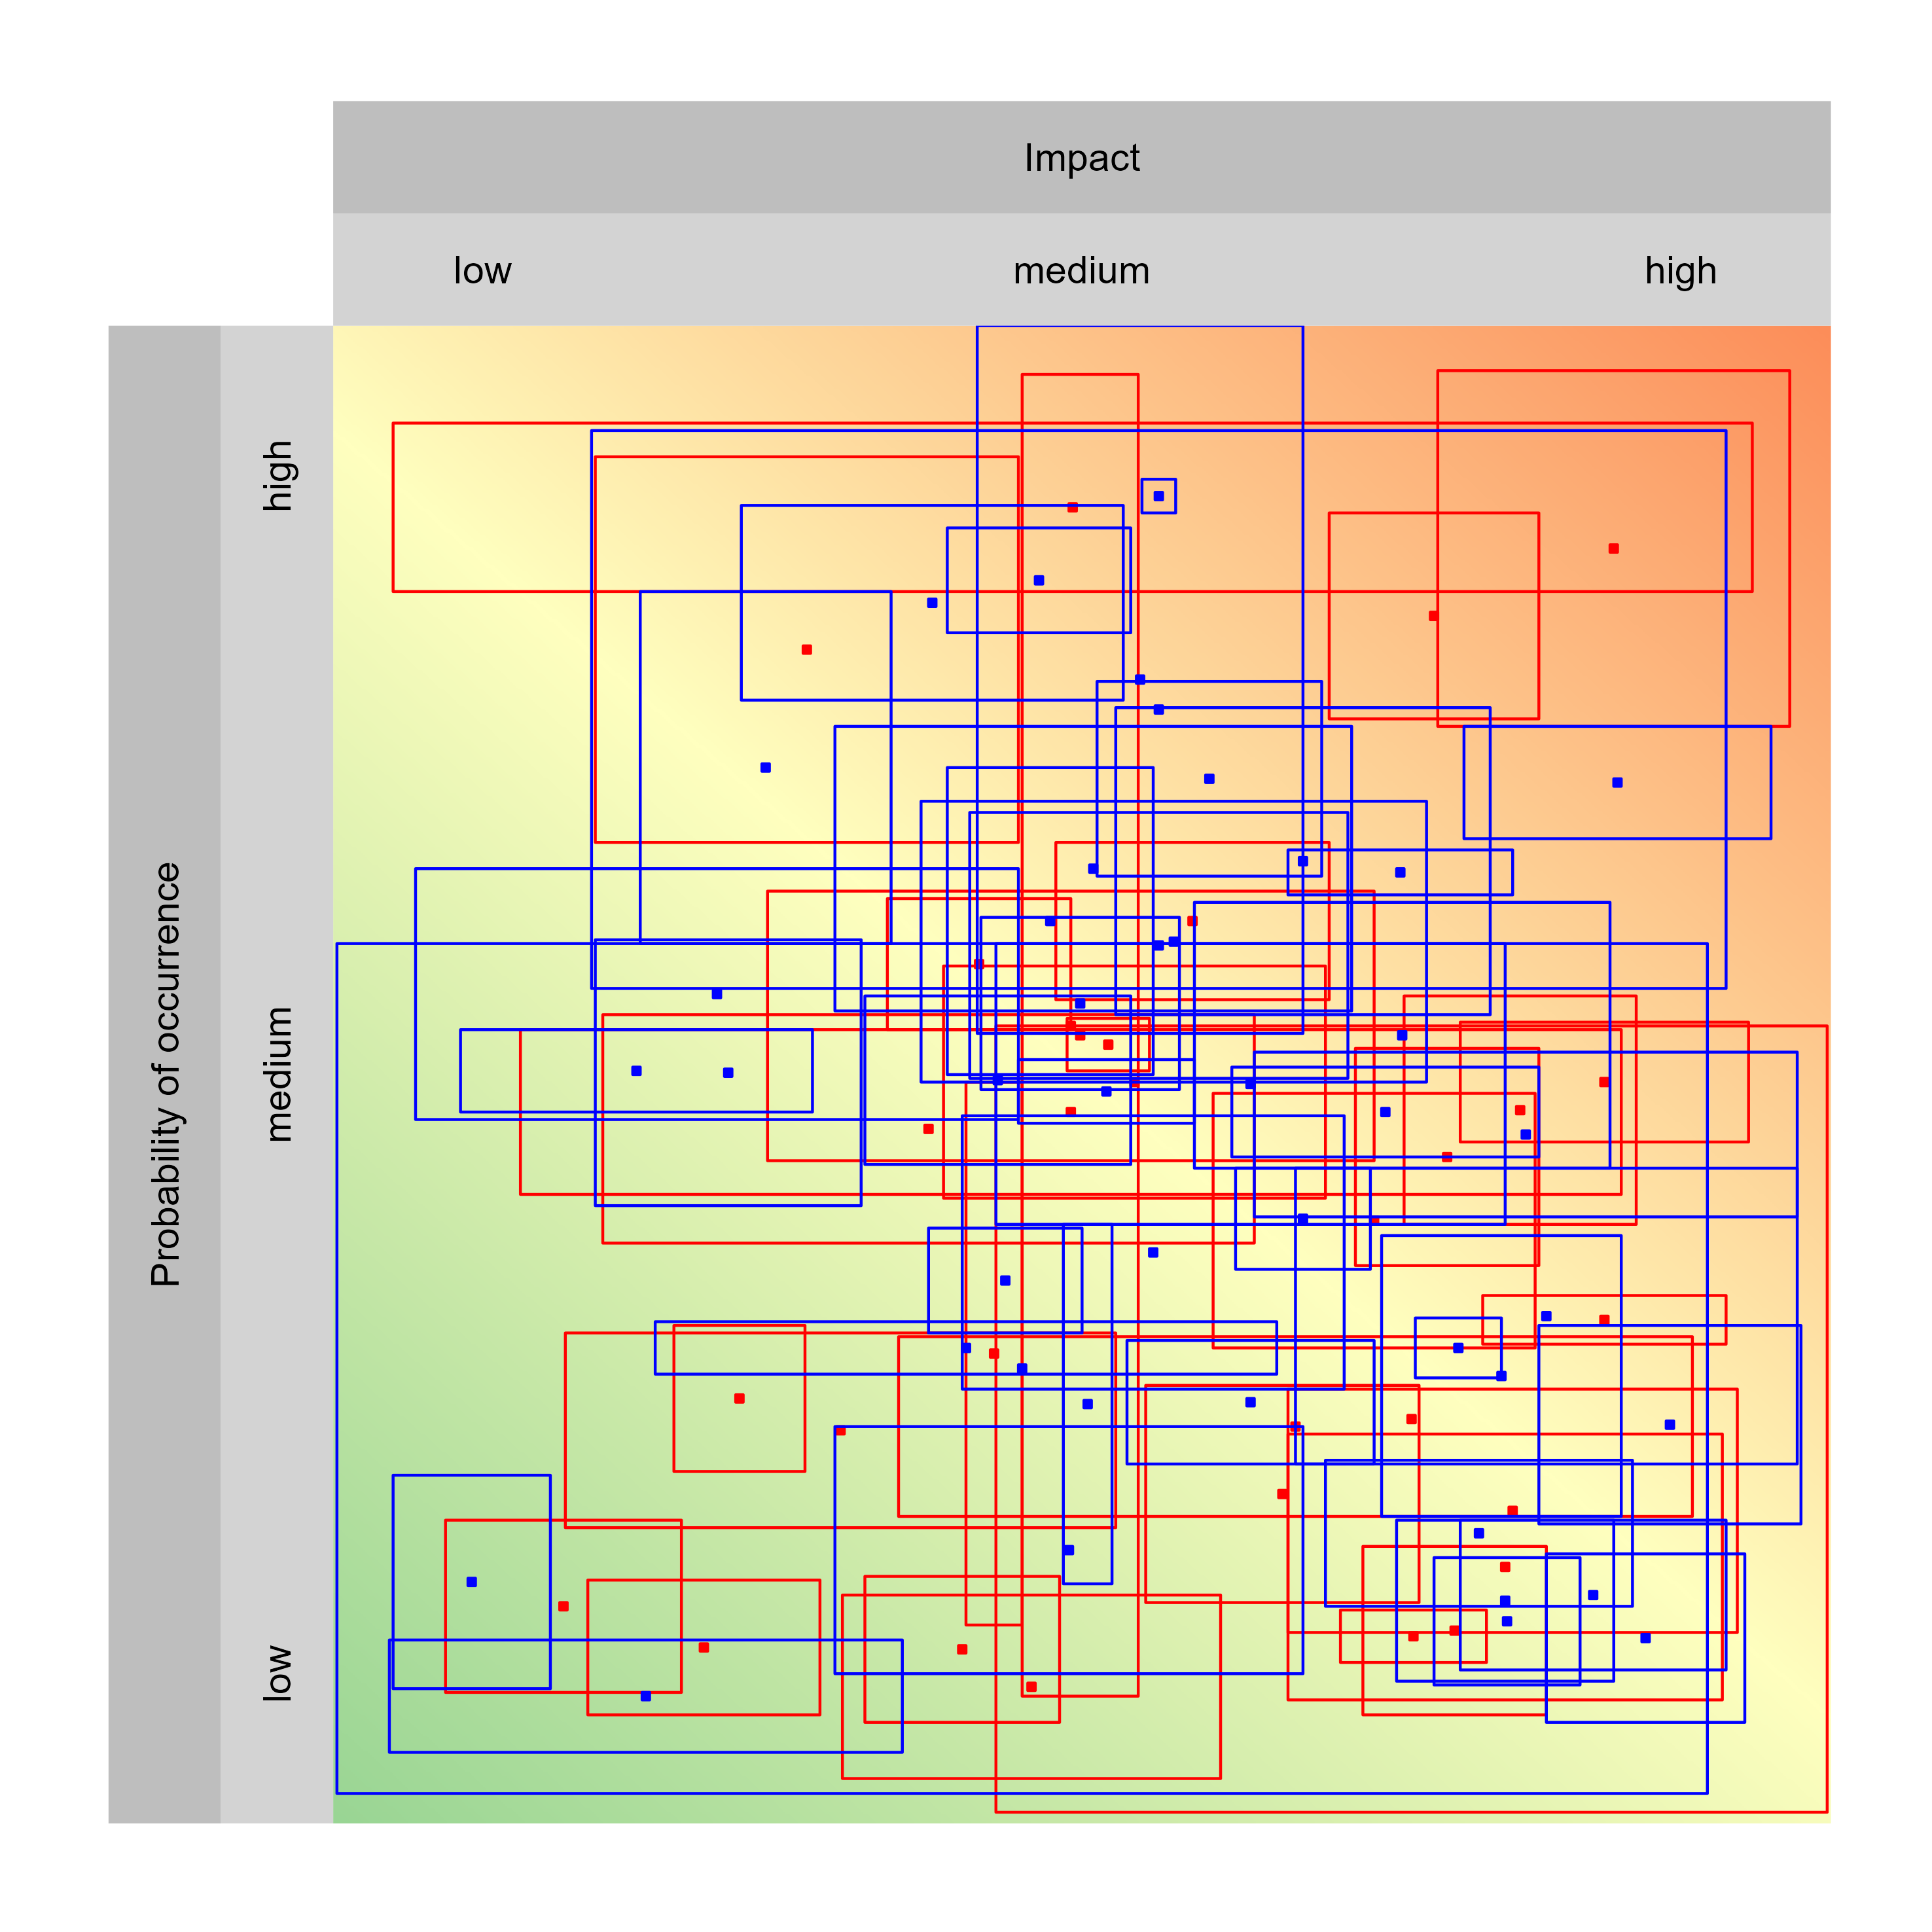 Impact
low
medium
high
Probability of occurrence
high
medium
low